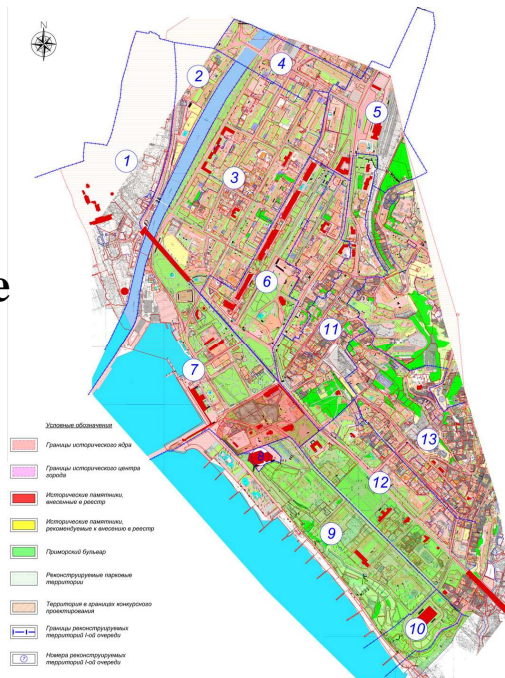 N
1
2
3
4
5
6
7
8
9
10
11
12
13
е
Условные обозначения
Границы исторического ядра
Границы исторического центра
города
Исторические памятники,
внесенные в реестр
Исторические памятники,
рекомендуемые к внесению в реестр
Приморский бульвар
Реконструируемые парковые
территории
Территория в границах конкурсного
проектирования
Границы реконструируемых
территорий I-ой очереди
Номера реконструируемых
территорий I-ой очереди